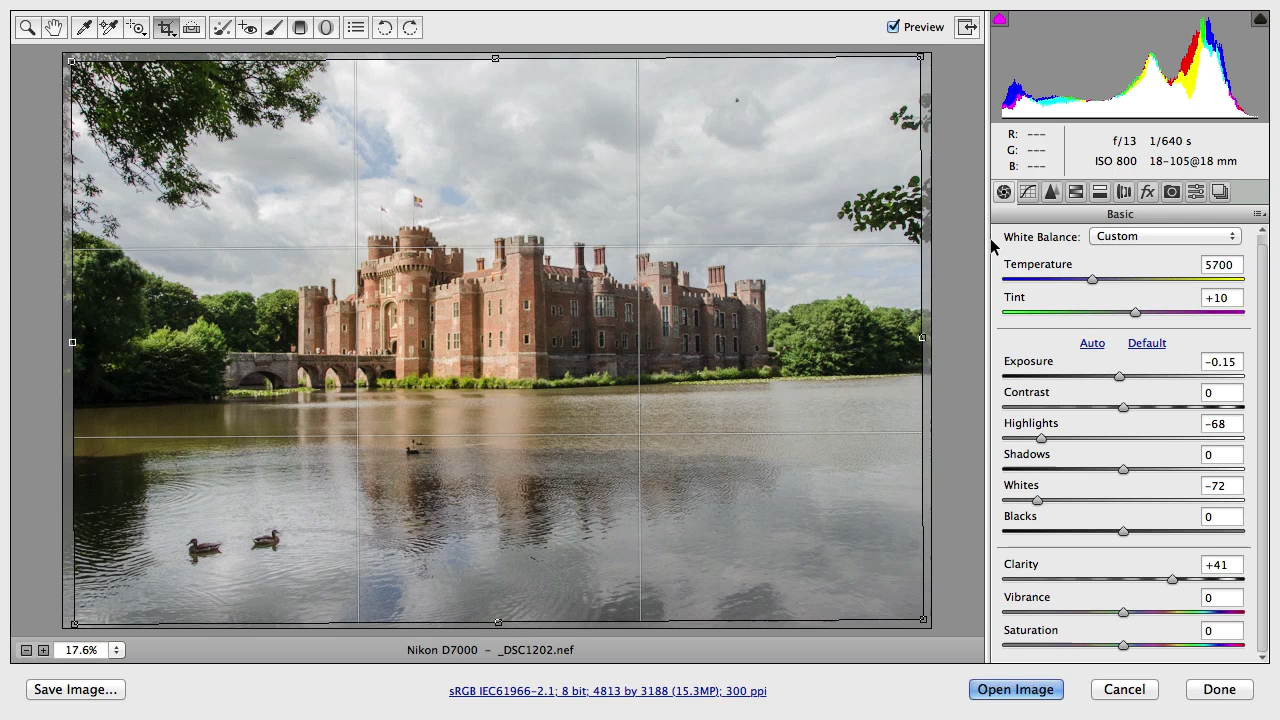 Preview
R: ---
G: ---
B: ---
f/13 1/640 s
ISO 800 18-105@18 mm
fx
Basic
White Balance: Custom
Temperature 5700
Tint +10
Auto Default
Exposure -0.15
Contrast 0
Highlights -68
Shadows 0
Whites -72
Blacks 0
Clarity +41
Vibrance 0
Saturation 0
17.6%
Nikon D7000 - _DSC1202.nef
Save Image...
sRGB IEC61966-2.1; 8 bit; 4813 by 3188 (15.3MP); 300 ppi
Open Image
Cancel
Done